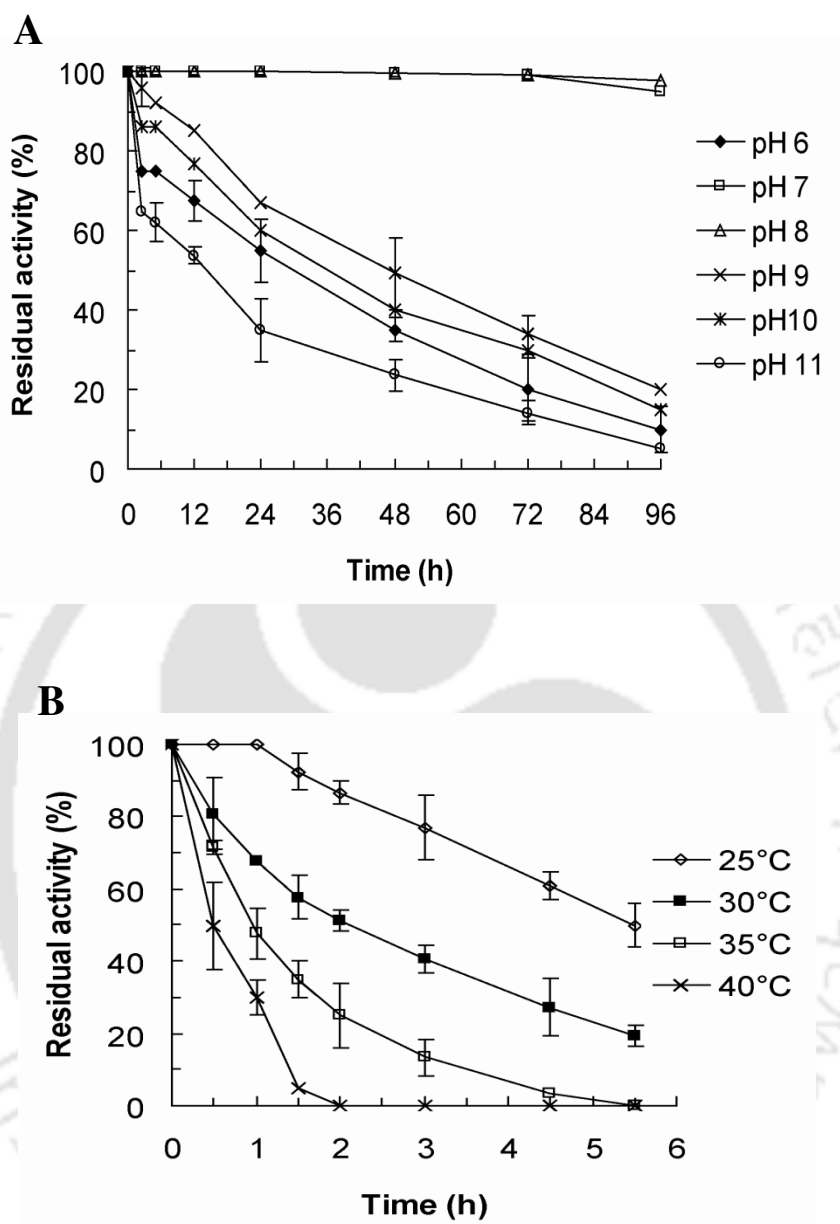 A
Residual activity (%)
100
80
60
40
20
0
0 12 24 36 48 60 72 84 96
Time (h)
pH 6
pH 7
pH 8
pH 9
pH10
pH 11
B
Residual activity (%)
100
80
60
40
20
0
0 1 2 3 4 5 6
Time (h)
25°C
30°C
35°C
40°C